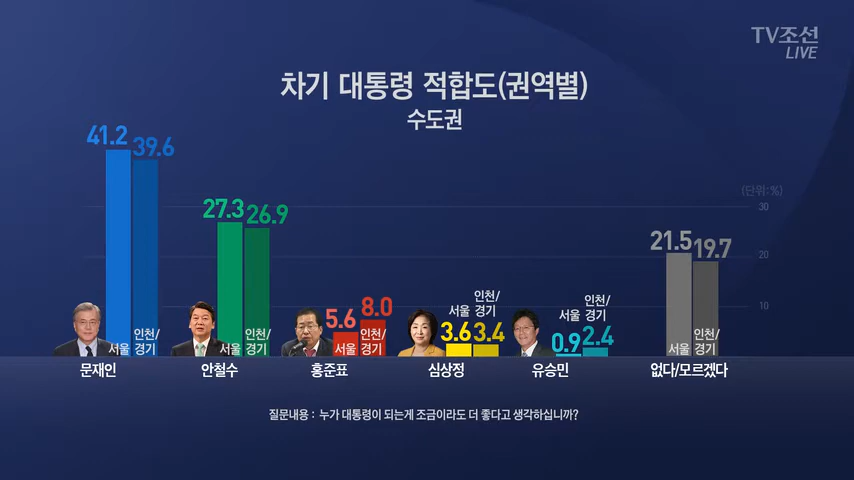 TV조선
LIVE
차기 대통령 적합도(권역별)
수도권
(단위:%)
30
20
10
41.2 39.6
서울 인천/경기
문재인
27.3 26.9
서울 인천/경기
안철수
5.6 8.0
서울 인천/경기
홍준표
서울 인천/경기
3.6 3.4
심상정
서울 인천/경기
0.9 2.4
유승민
21.5 19.7
서울 인천/경기
없다/모르겠다
질문내용 : 누가 대통령이 되는게 조금이라도 더 좋다고 생각하십니까?